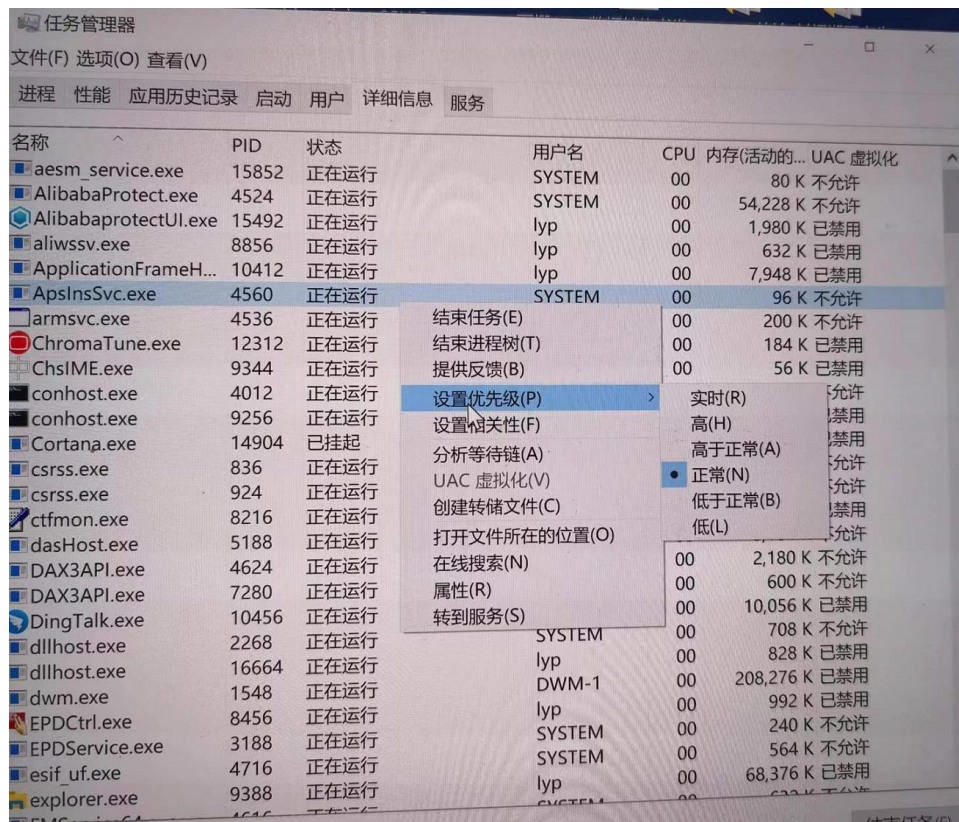 任务管理器
文件(F) 选项(O) 查看(V)
进程 性能 应用历史记录 启动 用户 详细信息 服务
名称 PID 状态 用户名 CPU 内存(活动的... UAC 虚拟化
aesm_service.exe 15852 正在运行 SYSTEM 00 80 K 不允许
AlibabaProtect.exe 4524 正在运行 SYSTEM 00 54,228 K 不允许
AlibabaprotectUI.exe 15492 正在运行 lyp 00 1,980 K 已禁用
aliwssv.exe 8856 正在运行 lyp 00 632 K 已禁用
ApplicationFrameH... 10412 正在运行 lyp 00 7,948 K 已禁用
ApsInsSvc.exe 4560 正在运行 SYSTEM 00 96 K 不允许
armsvc.exe 4536 正在运行 00 200 K 不允许
ChromaTune.exe 12312 正在运行 00 184 K 已禁用
ChsIME.exe 9344 正在运行 00 56 K 已禁用
conhost.exe 4012 正在运行 允许
conhost.exe 9256 正在运行 禁用
Cortana.exe 14904 已挂起 禁用
csrss.exe 836 正在运行 允许
csrss.exe 924 正在运行 允许
ctfmon.exe 8216 正在运行 禁用
dasHost.exe 5188 正在运行 允许
DAX3API.exe 4624 正在运行 00 2,180 K 不允许
DAX3API.exe 7280 正在运行 00 600 K 不允许
DingTalk.exe 10456 正在运行 00 10,056 K 已禁用
dllhost.exe 2268 正在运行 SYSTEM 00 708 K 不允许
dllhost.exe 16664 正在运行 lyp 00 828 K 已禁用
dwm.exe 1548 正在运行 DWM-1 00 208,276 K 已禁用
EPDCtrl.exe 8456 正在运行 lyp 00 992 K 已禁用
EPDService.exe 3188 正在运行 SYSTEM 00 240 K 不允许
esif_uf.exe 4716 正在运行 SYSTEM 00 564 K 不允许
explorer.exe 9388 正在运行 lyp 00 68,376 K 已禁用
结束任务(E)
结束进程树(T)
提供反馈(B)
设置优先级(P)
设置相关性(F)
分析等待链(A)
UAC 虚拟化(V)
创建转储文件(C)
打开文件所在的位置(O)
在线搜索(N)
属性(R)
转到服务(S)
实时(R)
高(H)
高于正常(A)
正常(N)
低于正常(B)
低(L)